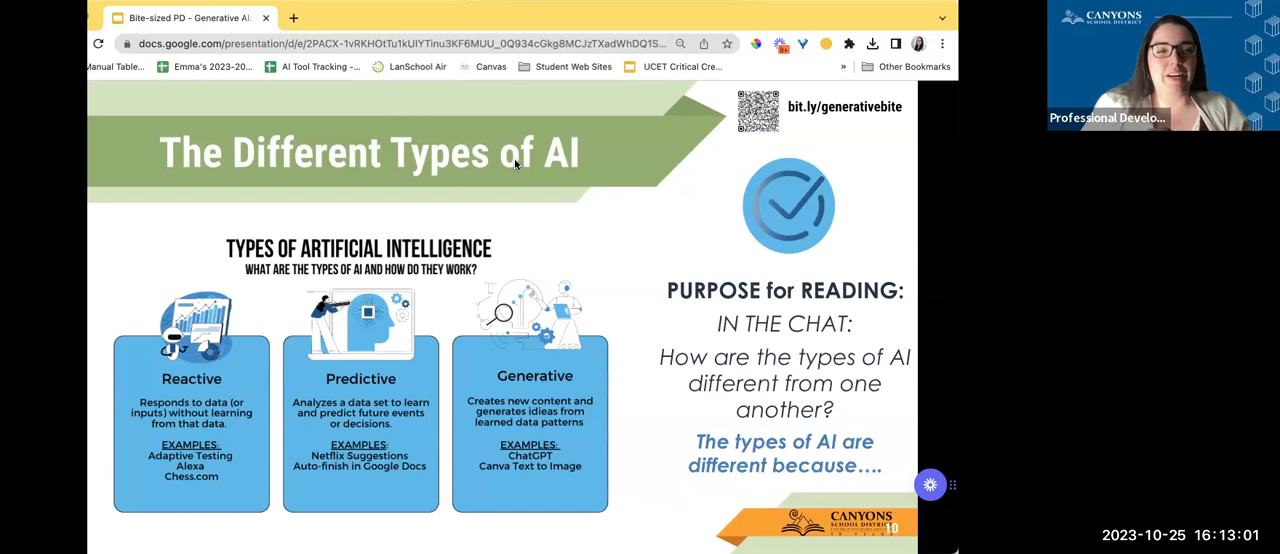 Bite-sized PD - Generative AI
docs.google.com/presentation/d/e/2PACX-1vRKHOtTu1kUIYTinu3KF6MUU_0Q934cGkg8MCJzTXadWhDQ1S...
Manual Table...
Emma's 2023-20...
AI Tool Tracking -...
LanSchool Air
Canvas
Student Web Sites
UCET Critical Cre...
»
Other Bookmarks
9+
CANYONS
SCHOOL DISTRICT
Professional Develo...
bit.ly/generativebite
The Different Types of AI
TYPES OF ARTIFICIAL INTELLIGENCE
WHAT ARE THE TYPES OF AI AND HOW DO THEY WORK?
Reactive
Responds to data (or
inputs) without learning
from that data.
EXAMPLES:
Adaptive Testing
Alexa
Chess.com
Predictive
Analyzes a data set to learn
and predict future events
or decisions.
EXAMPLES:
Netflix Suggestions
Auto-finish in Google Docs
Generative
Creates new content and
generates idieas from
learned data patterns
EXAMPLES:
ChatGPT
Canva Text to Image
PURPOSE for READING:
IN THE CHAT:
How are the types of AI
different from one
another?
The types of AI are
different because....
CANYONS
SCHOOL DISTRICT
10
2023-10-25 16:13:01